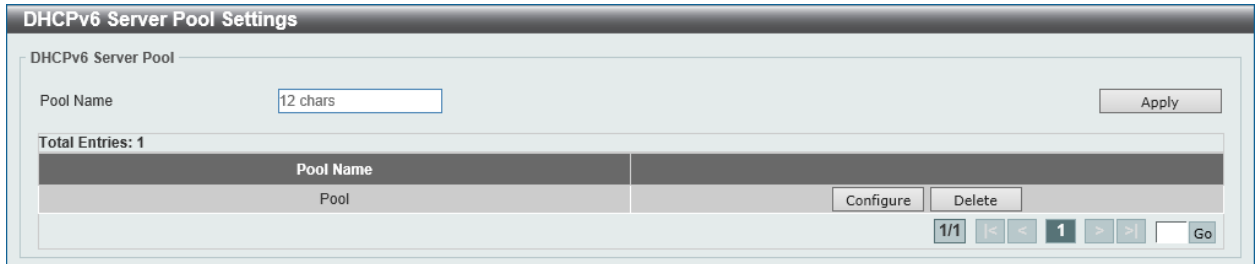 DHCPv6 Server Pool Settings
DHCPv6 Server Pool
Pool Name 12 chars Apply
Total Entries: 1
Pool Name
Pool Configure Delete
1/1 |< < 1 > >| Go